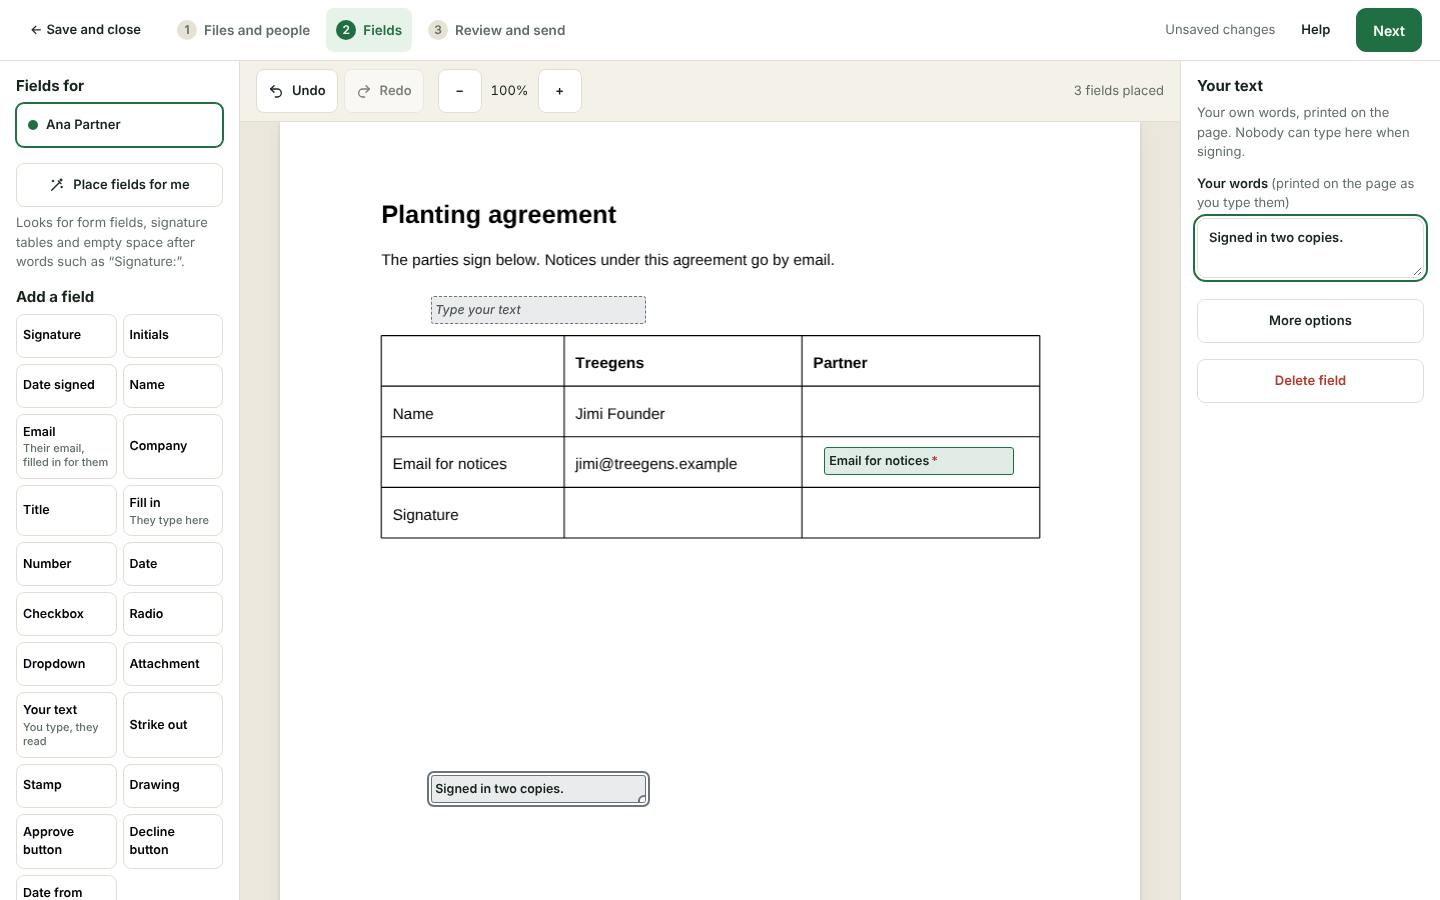 ← Save and close
1 Files and people
2 Fields
3 Review and send
Unsaved changes
Help
Next
Fields for
Ana Partner
Place fields for me
Looks for form fields, signature
tables and empty space after
words such as “Signature:”.
Add a field
Signature
Initials
Date signed
Name
Email
Their email,
filled in for them
Company
Title
Fill in
They type here
Number
Date
Checkbox
Radio
Dropdown
Attachment
Your text
You type, they
read
Strike out
Stamp
Drawing
Approve
button
Decline
button
Date from
Undo
Redo
−
100%
+
3 fields placed
Planting agreement
The parties sign below. Notices under this agreement go by email.
Type your text
Treegens Partner
Name Jimi Founder
Email for notices jimi@treegens.example Email for notices *
Signature
Signed in two copies.
Your text
Your own words, printed on the
page. Nobody can type here when
signing.
Your words (printed on the page as
you type them)
Signed in two copies.
More options
Delete field